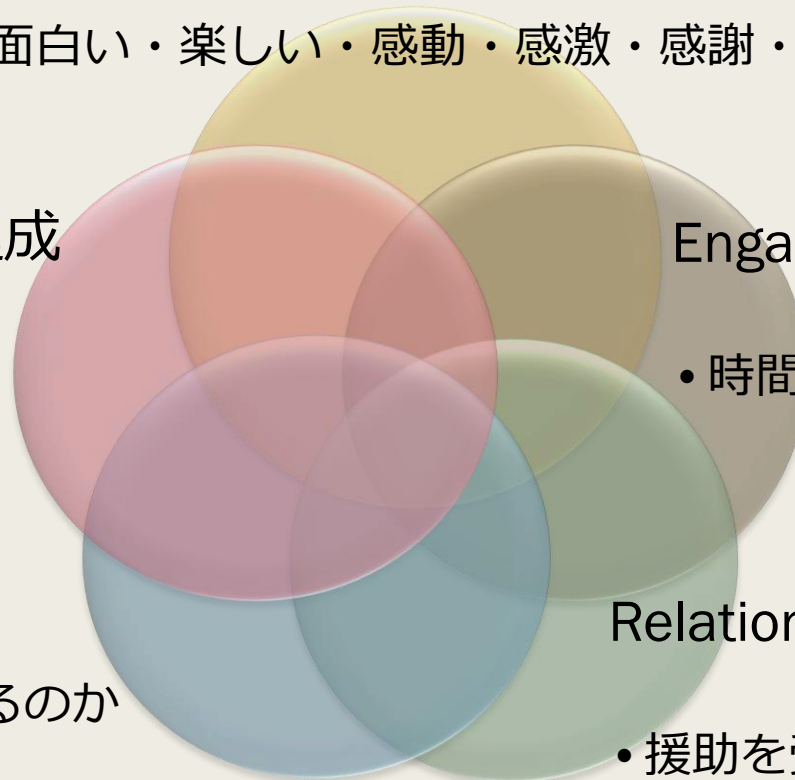 面白い・楽しい・感動・感激・感謝・
成
Enga
• 時間
Relation
るのか
• 援助を